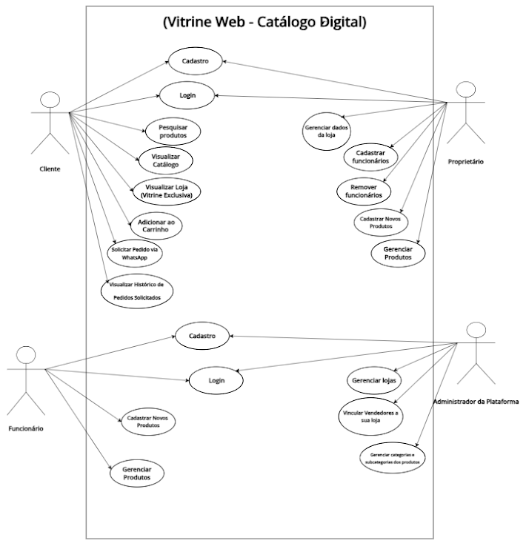 (Vitrine Web - Catálogo Digital)
Cadastro
Login
Pesquisar
produtos
Visualizar
Catálogo
Visualizar Loja
(Vitrine Exclusiva)
Adicionar ao
Carrinho
Solicitar Pedido via
WhatsApp
Visualizar Histórico de
Pedidos Solicitados
Cliente
Gerenciar dados
da loja
Cadastrar
funcionários
Remover
funcionários
Cadastrar Novos
Produtos
Gerenciar
Produtos
Proprietário
Cadastro
Login
Cadastrar Novos
Produtos
Gerenciar
Produtos
Funcionário
Gerenciar lojas
Vincular Vendedores a
sua loja
Gerenciar categorias e
subcategories dos produtos
Administrador da Plataforma